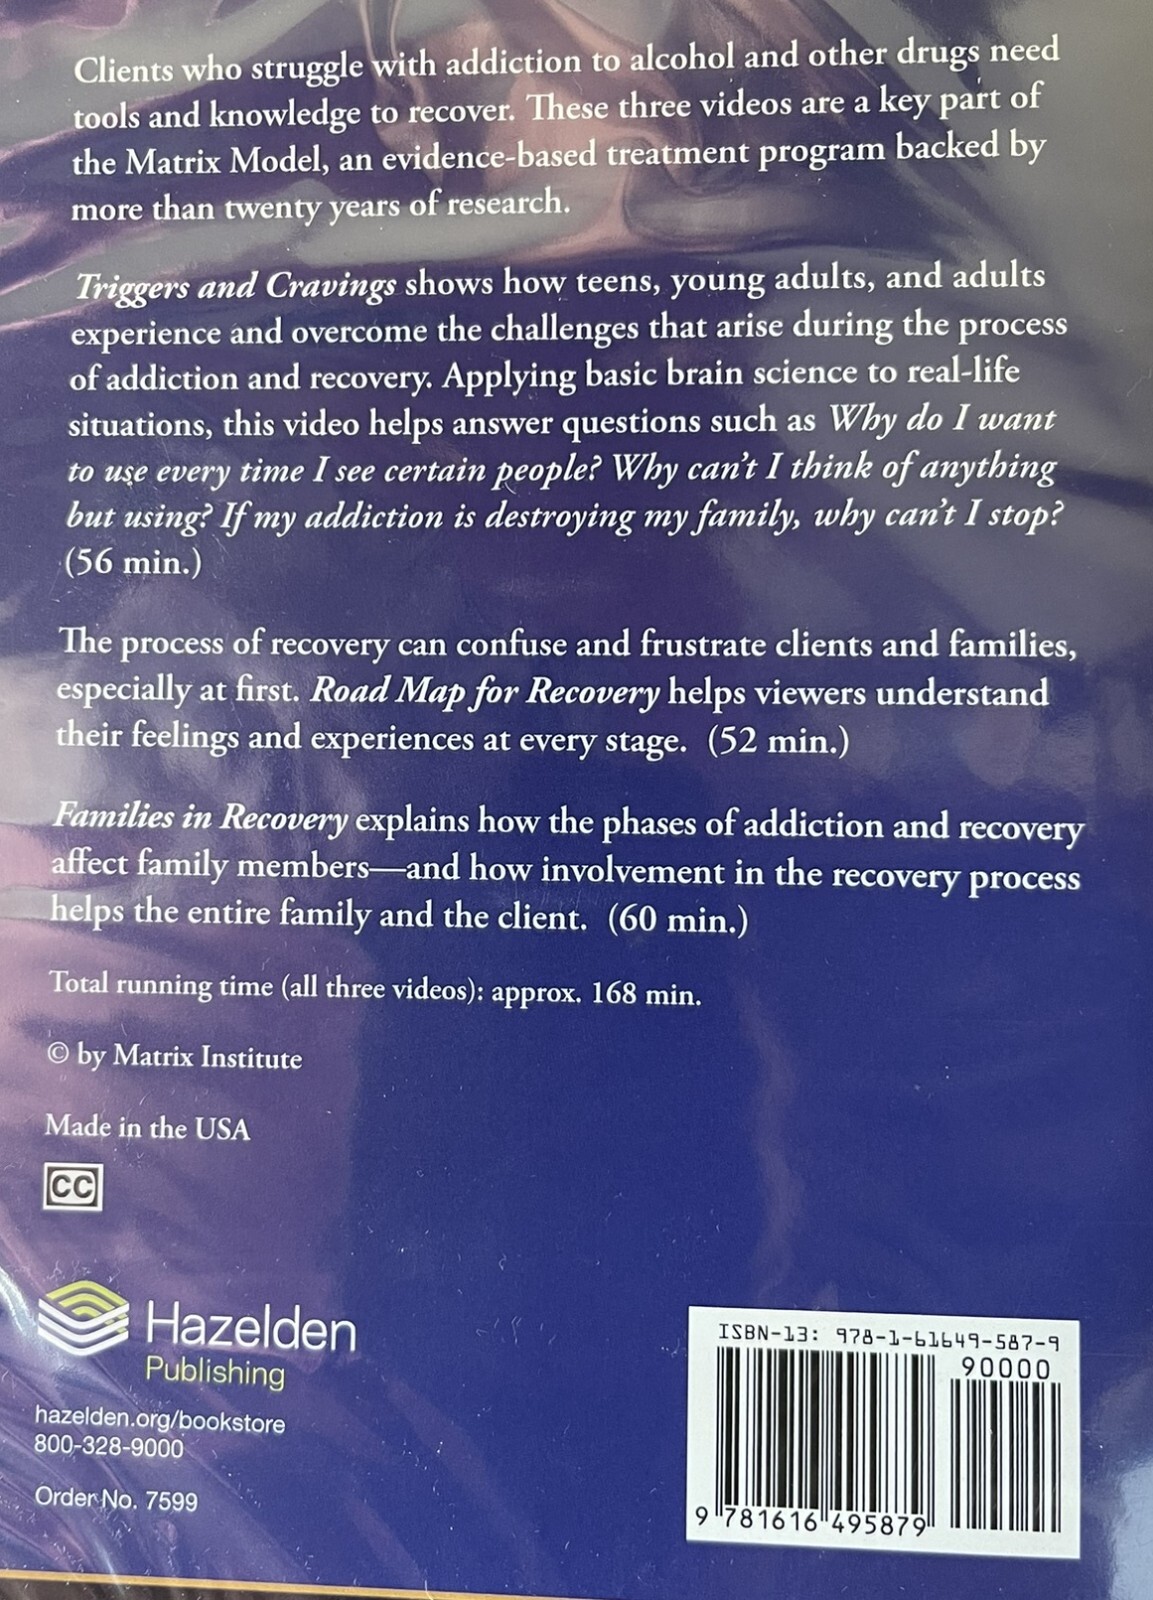 Clients who struggle with addiction to alcohol and other drugs need
tools and knowledge to recover. These three videos are a key part of
the Matrix Model, an evidence-based treatment program backed by
more than twenty years of research.
Triggers and Cravings shows how teens, young adults, and adults
experience and overcome the challenges that arise during the process
of addiction and recovery. Applying basic brain science to real-life
situations, this video helps answer questions such as Why do I want
to use every time I see certain people? Why can't I think of anything
but using? If my addiction is destroying my family, why can't I stop?
(56 min.)
The process of recovery can confuse and frustrate clients and families,
especially at first. Road Map for Recovery helps viewers understand
their feelings and experiences at every stage. (52 min.)
Families in Recovery explains how the phases of addiction and recovery
affect family members—and how involvement in the recovery process
helps the entire family and the client. (60 min.)
Total running time (all three videos): approx. 168 min.
© by Matrix Institute
Made in the USA
CC
Hazelden
Publishing
hazelden.org/bookstore
800-328-9000
Order No. 7599
ISBN-13: 978-1-61649-587-9
90000
9 781616 495879